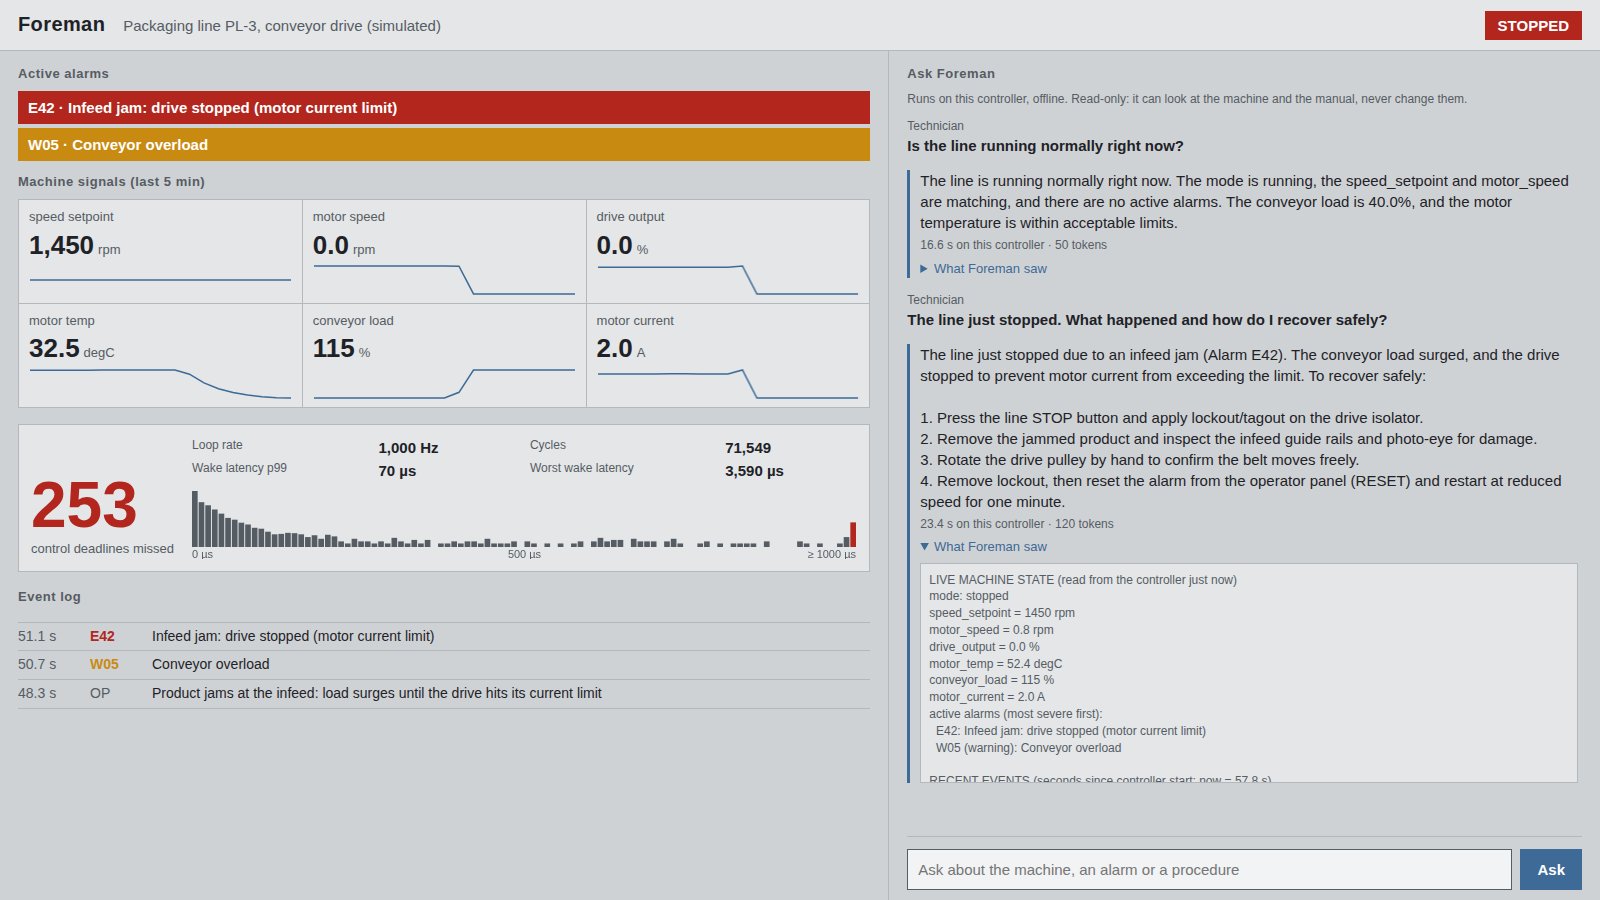 Foreman
Packaging line PL-3, conveyor drive (simulated)
STOPPED
Active alarms
E42 · Infeed jam: drive stopped (motor current limit)
W05 · Conveyor overload
Machine signals (last 5 min)
speed setpoint
1,450 rpm
motor speed
0.0 rpm
drive output
0.0 %
motor temp
32.5 degC
conveyor load
115 %
motor current
2.0 A
253
control deadlines missed
Loop rate
1,000 Hz
Cycles
71,549
Wake latency p99
70 µs
Worst wake latency
3,590 µs
0 µs
500 µs
≥ 1000 µs
Event log
51.1 s E42 Infeed jam: drive stopped (motor current limit)
50.7 s W05 Conveyor overload
48.3 s OP Product jams at the infeed: load surges until the drive hits its current limit
Ask Foreman
Runs on this controller, offline. Read-only: it can look at the machine and the manual, never change them.
Technician
Is the line running normally right now?
The line is running normally right now. The mode is running, the speed_setpoint and motor_speed
are matching, and there are no active alarms. The conveyor load is 40.0%, and the motor
temperature is within acceptable limits.
16.6 s on this controller · 50 tokens
▶ What Foreman saw
Technician
The line just stopped. What happened and how do I recover safely?
The line just stopped due to an infeed jam (Alarm E42). The conveyor load surged, and the drive
stopped to prevent motor current from exceeding the limit. To recover safely:
1. Press the line STOP button and apply lockout/tagout on the drive isolator.
2. Remove the jammed product and inspect the infeed guide rails and photo-eye for damage.
3. Rotate the drive pulley by hand to confirm the belt moves freely.
4. Remove lockout, then reset the alarm from the operator panel (RESET) and restart at reduced
speed for one minute.
23.4 s on this controller · 120 tokens
▼ What Foreman saw
LIVE MACHINE STATE (read from the controller just now)
mode: stopped
speed_setpoint = 1450 rpm
motor_speed = 0.8 rpm
drive_output = 0.0 %
motor_temp = 52.4 degC
conveyor_load = 115 %
motor_current = 2.0 A
active alarms (most severe first):
E42: Infeed jam: drive stopped (motor current limit)
W05 (warning): Conveyor overload
RECENT EVENTS (seconds since controller start; now = 57.8 s)
Ask about the machine, an alarm or a procedure
Ask